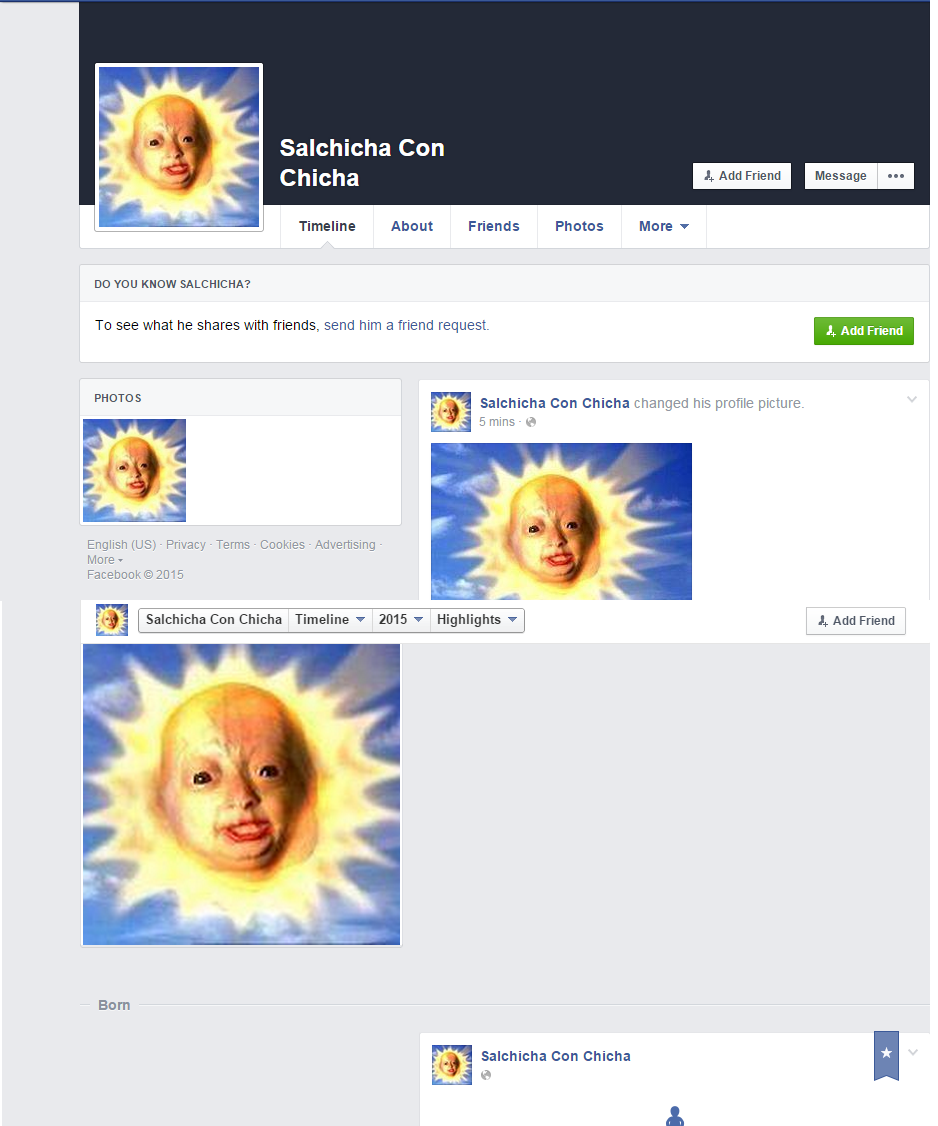 Salchicha Con
Chicha
Add Friend
Message
Timeline
About
Friends
Photos
More
DO YOU KNOW SALCHICHA?
To see what he shares with friends, send him a friend request.
Add Friend
PHOTOS
Salchicha Con Chicha changed his profile picture.
5 mins ·
English (US) · Privacy · Terms · Cookies · Advertising ·
More
Facebook © 2015
Salchicha Con Chicha
Timeline
2015
Highlights
Add Friend
Born
Salchicha Con Chicha